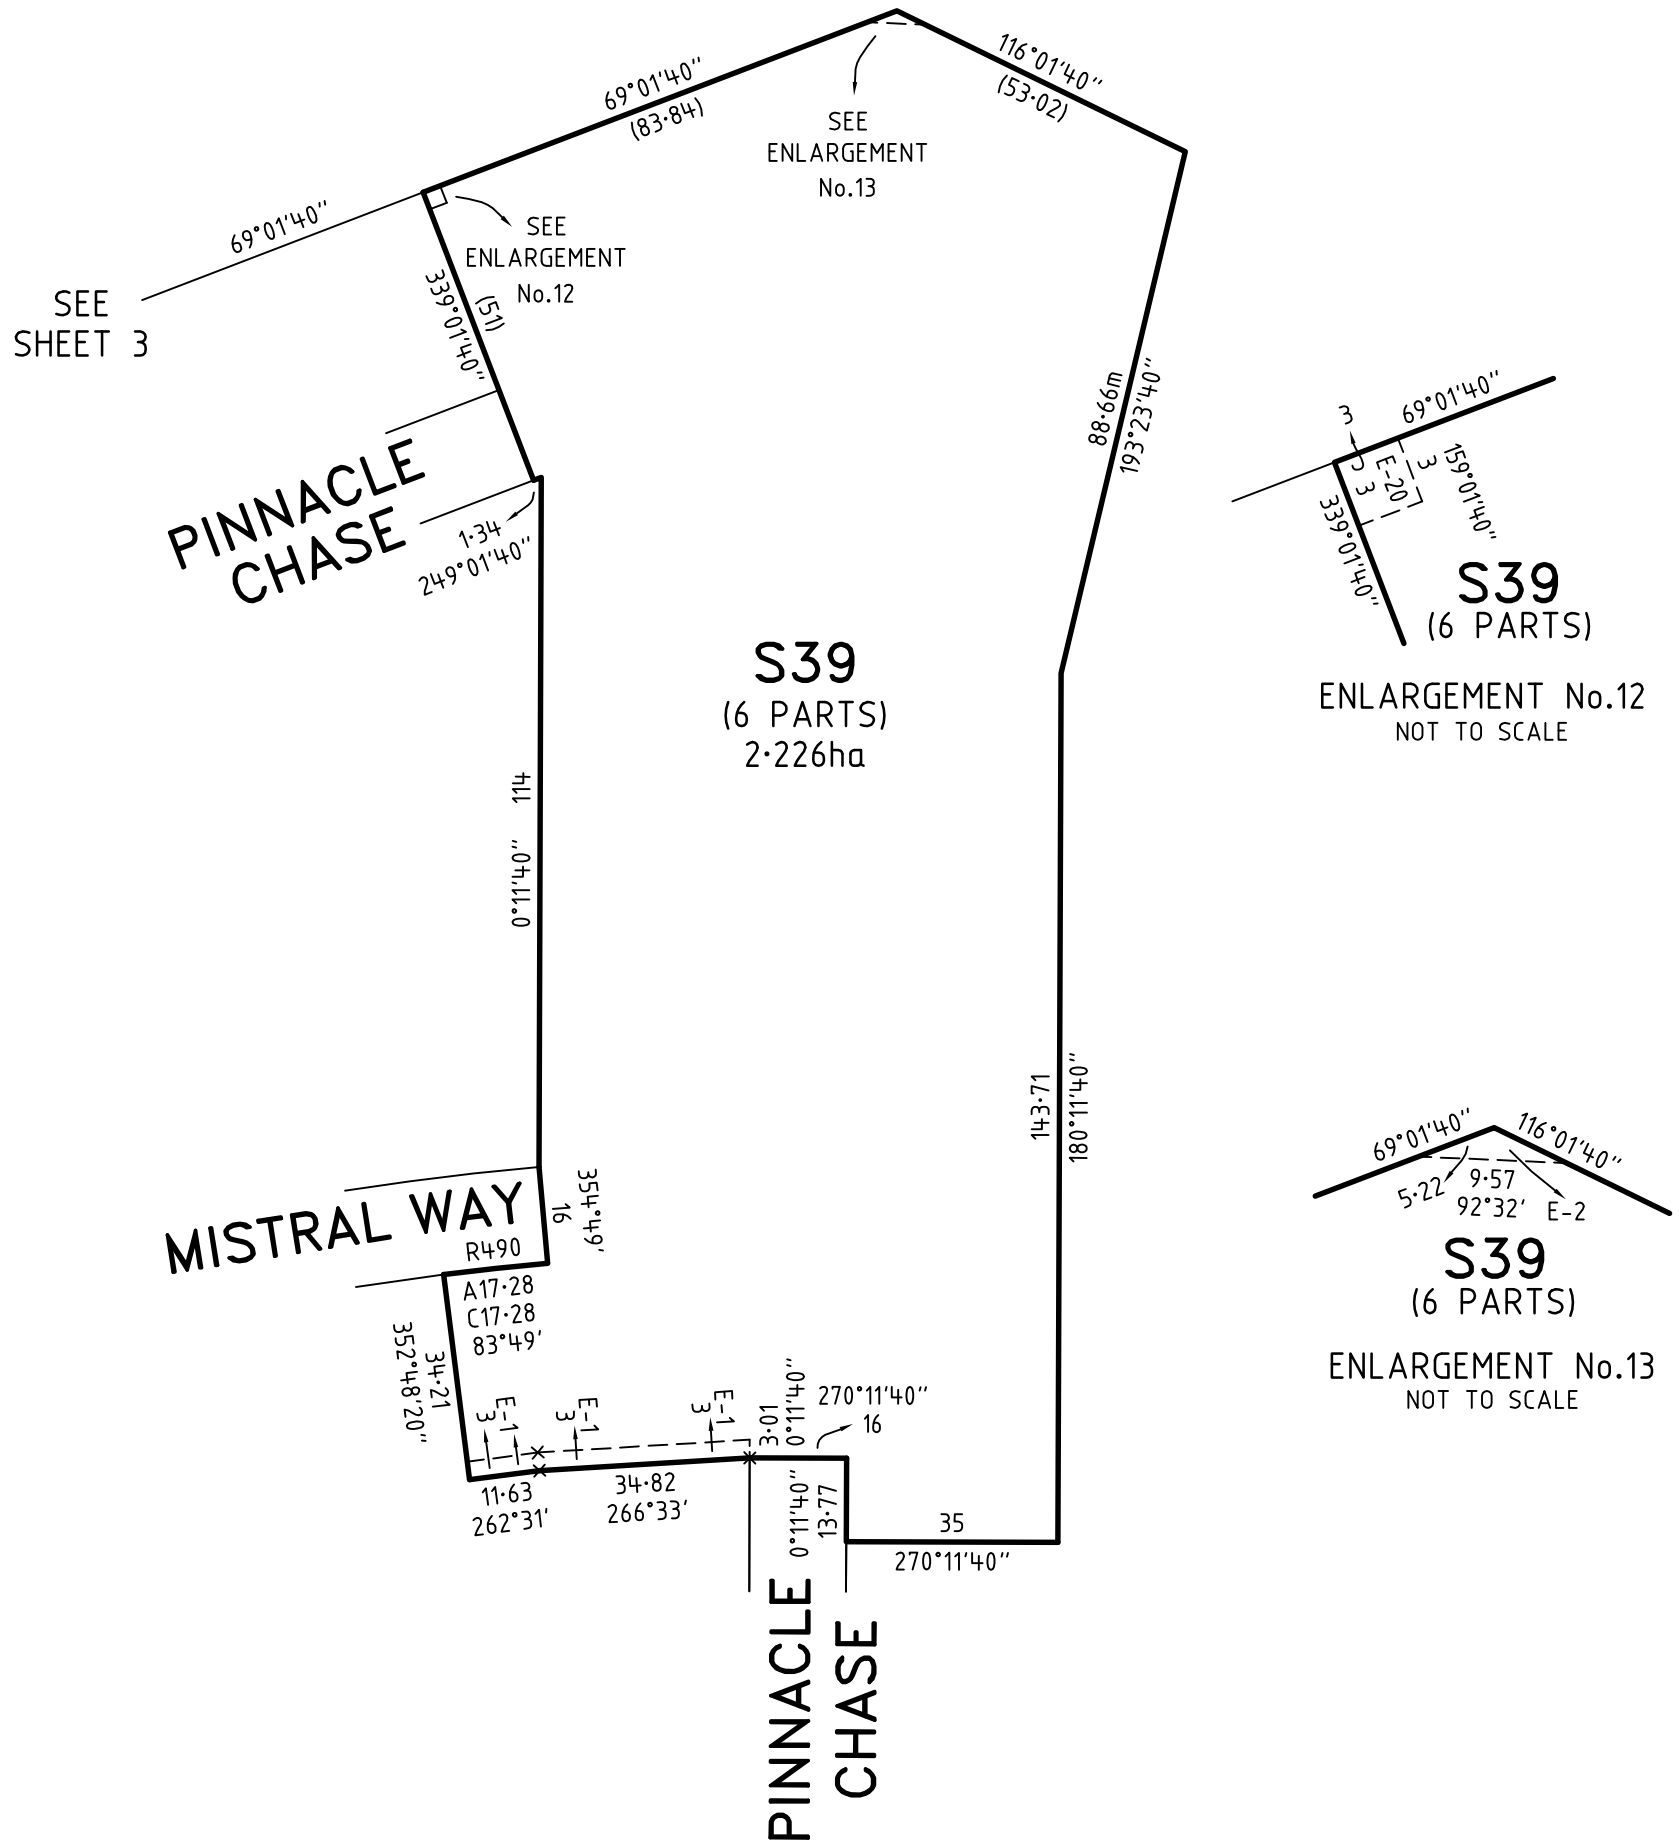 69°01'40"
(83·84)
116°01'40"
(53·02)
SEE
ENLARGEMENT
No.13
69°01'40"
SEE
ENLARGEMENT
No.12
SEE
SHEET 3
339°01'40"
(51)
88·66m
193°23'40"
PINNACLE
CHASE
1·34
249°01'40"
3
69°01'40"
3
E-20
3
159°01'40"
339°01'40"
S39
(6 PARTS)
ENLARGEMENT No.12
NOT TO SCALE
S39
(6 PARTS)
2·226ha
114
0°11'40"
143·71
180°11'40"
69°01'40"
116°01'40"
5·22
9·57
92°32'
E-2
S39
(6 PARTS)
ENLARGEMENT No.13
NOT TO SCALE
MISTRAL WAY
354°49'
16
R490
A17·28
C17·28
83°49'
34·21
352°48'20"
E-1
3
E-1
3
E-1
3
3·01
0°11'40"
270°11'40"
16
11·63
262°31'
34·82
266°33'
0°11'40"
13·77
35
270°11'40"
PINNACLE
CHASE